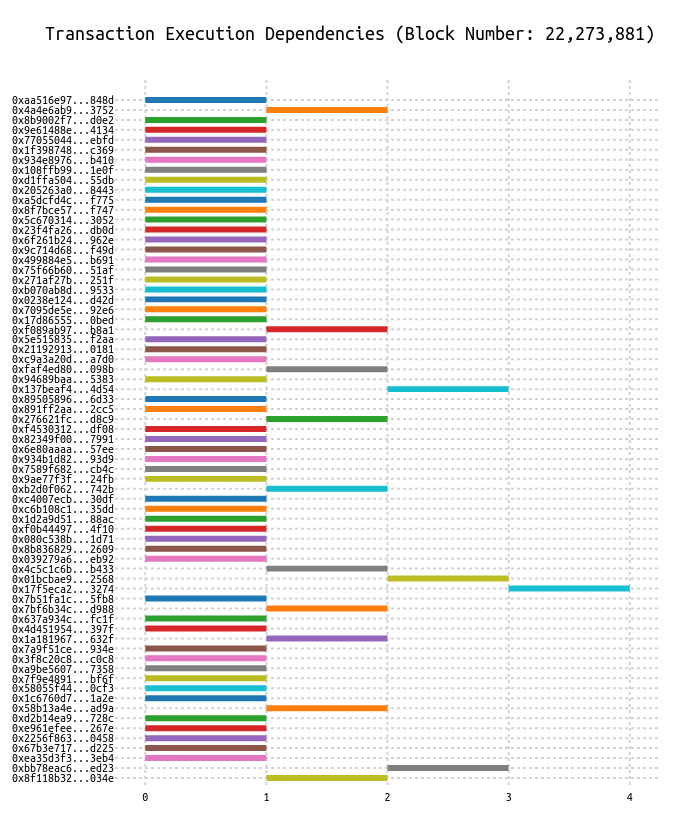 Transaction Execution Dependencies (Block Number: 22,273,881)
0xaa516e97...848d
0x4a4e6ab9...3752
0x8b9002f7...d0e2
0x9e61488e...4134
0x77055044...ebfd
0x1f398748...c369
0x934e8976...b410
0x108ffb99...1e0f
0xd1ffa504...55db
0x205263a0...8443
0xa5dcfd4c...f775
0x8f7bce57...f747
0x5c670314...3052
0x23f4fa26...db0d
0x6f261b24...962e
0x9c714d68...f49d
0x499884e5...b691
0x75f66b60...51af
0x271af27b...251f
0xb070ab8d...9533
0x0238e124...d42d
0x7095de5e...92e6
0x17d86555...0bed
0xf089ab97...b8a1
0x5e515835...f2aa
0x21192913...0181
0xc9a3a20d...a7d0
0xfaf4ed80...098b
0x94689baa...5383
0x137beaf4...4d54
0x89505896...6d33
0x891ff2aa...2cc5
0x276621fc...d8c9
0xf4530312...df08
0x82349f00...7991
0x6e80aaaa...57ee
0x934b1d82...93d9
0x7589f682...cb4c
0x9ae77f3f...24fb
0xb2d0f062...742b
0xc4007ecb...30df
0xc6b108c1...35dd
0x1d2a9d51...88ac
0xf0b44497...4f10
0x080c538b...1d71
0x8b836829...2609
0x039279a6...eb92
0x4c5c1c6b...b433
0x01bcbae9...2568
0x17f5eca2...3274
0x7b51fa1c...5fb8
0x7bf6b34c...d988
0x637a934c...fc1f
0x4d451954...397f
0x1a181967...632f
0x7a9f51ce...934e
0x3f8c20c8...c0c8
0xa9be5607...7358
0x7f9e4891...bf6f
0x58055f44...0cf3
0x1c6760d7...1a2e
0x58b13a4e...ad9a
0xd2b14ea9...728c
0xe961efee...267e
0x2256f863...0458
0x67b3e717...d225
0xea35d3f3...3eb4
0xbb78eac6...ed23
0x8f118b32...034e
0 1 2 3 4